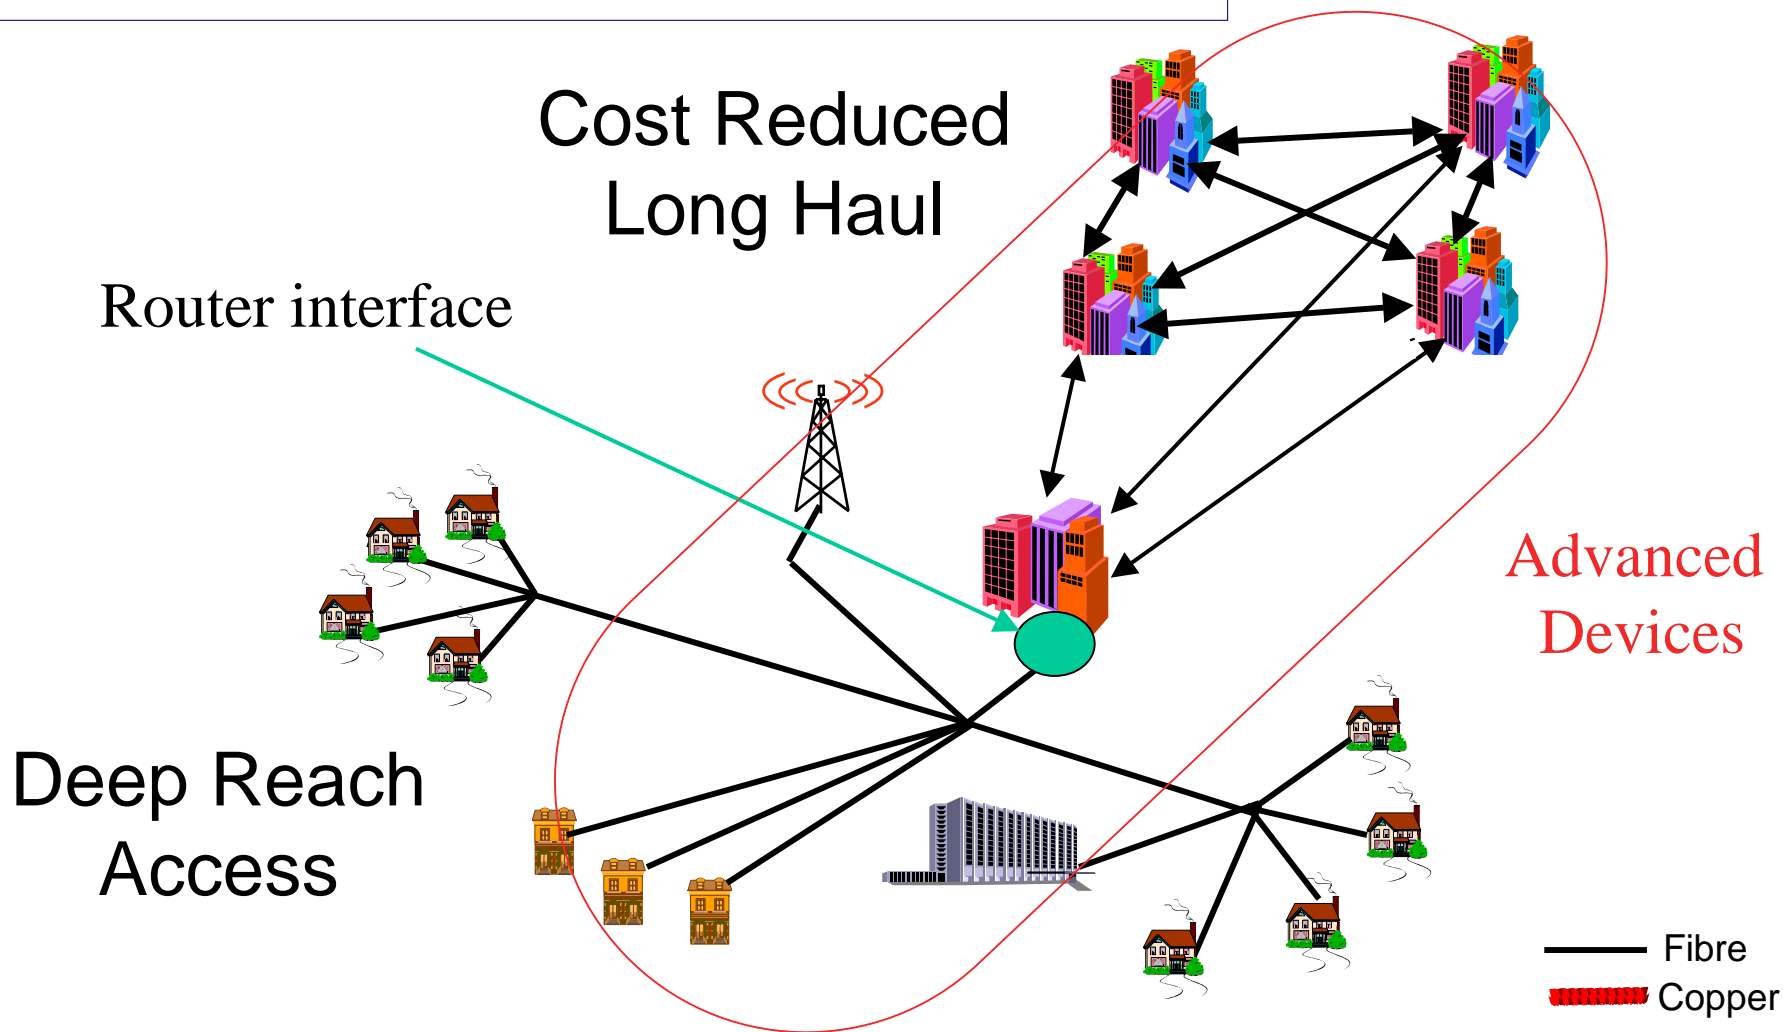 Cost Reduced
Long Haul
Router interface
Advanced
Devices
Deep Reach
Access
Fibre
Copper